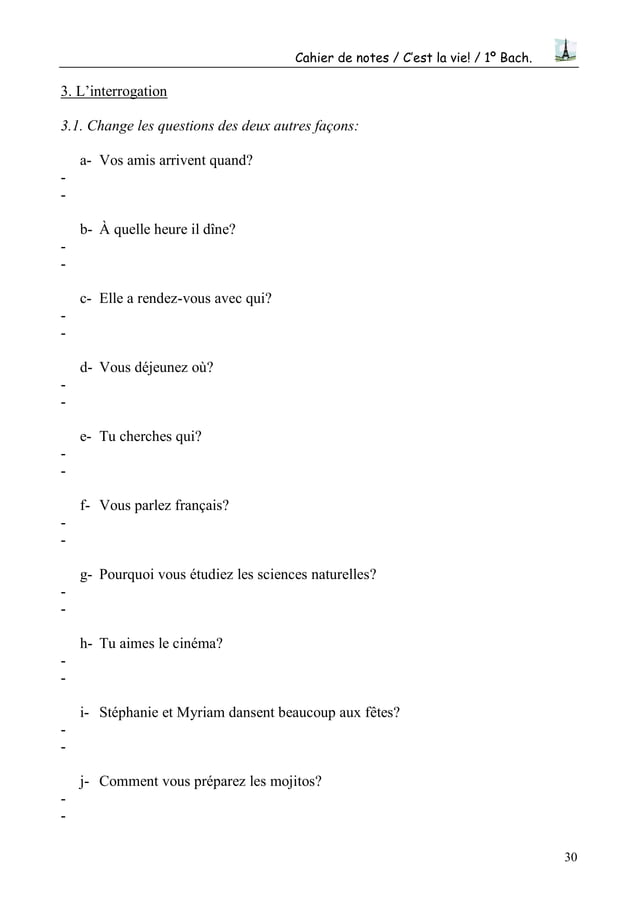 Cahier de notes / C'est la vie! / 1º Bach.
3. L'interrogation
3.1. Change les questions des deux autres façons:
a- Vos amis arrivent quand?
-
-
b- À quelle heure il dîne?
-
-
c- Elle a rendez-vous avec qui?
-
-
d- Vous déjeunez où?
-
-
e- Tu cherches qui?
-
-
f- Vous parlez français?
-
-
g- Pourquoi vous étudiez les sciences naturelles?
-
-
h- Tu aimes le cinéma?
-
-
i- Stéphanie et Myriam dansent beaucoup aux fêtes?
-
-
j- Comment vous préparez les mojitos?
-
-
30